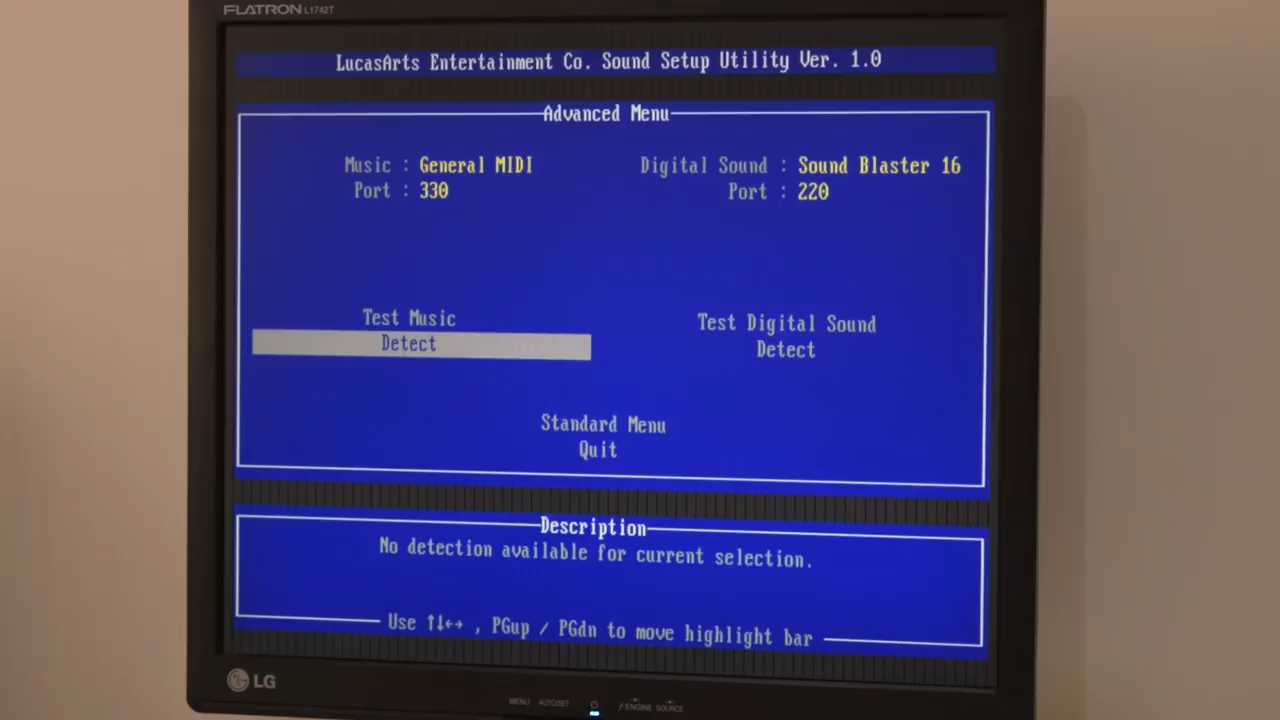 FLATRON L1742T
LucasArts Entertainment Co. Sound Setup Utility Ver. 1.0
Advanced Menu
Music : General MIDI
Port : 330
Digital Sound : Sound Blaster 16
Port : 220
Test Music
Detect
Test Digital Sound
Detect
Standard Menu
Quit
Description
No detection available for current selection.
Use ↑↓←→ , PGup / PGdn to move highlight bar
LG
MENU AUTO/SET ƒ ENGINE SOURCE